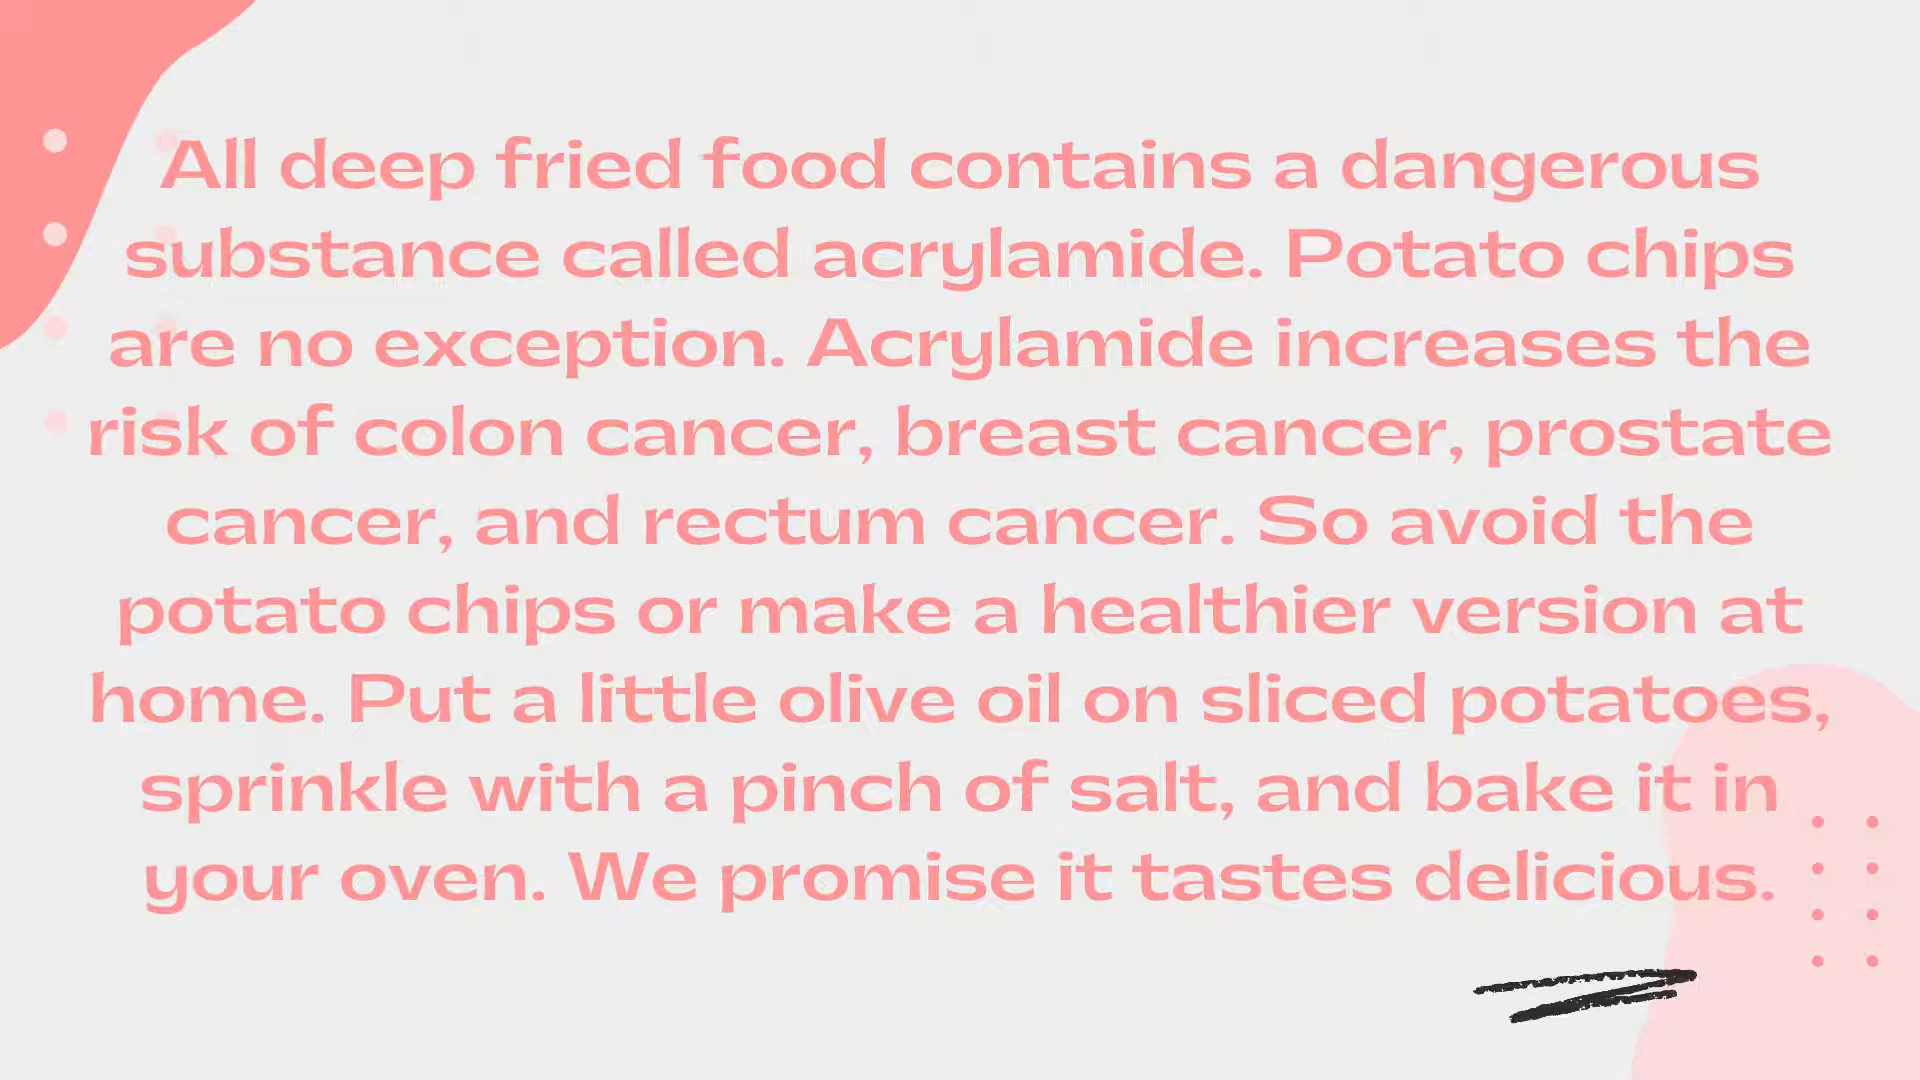 All deep fried food contains a dangerous
substance called acrylamide. Potato chips
are no exception. Acrylamide increases the
risk of colon cancer, breast cancer, prostate
cancer, and rectum cancer. So avoid the
potato chips or make a healthier version at
home. Put a little olive oil on sliced potatoes,
sprinkle with a pinch of salt, and bake it in
your oven. We promise it tastes delicious.